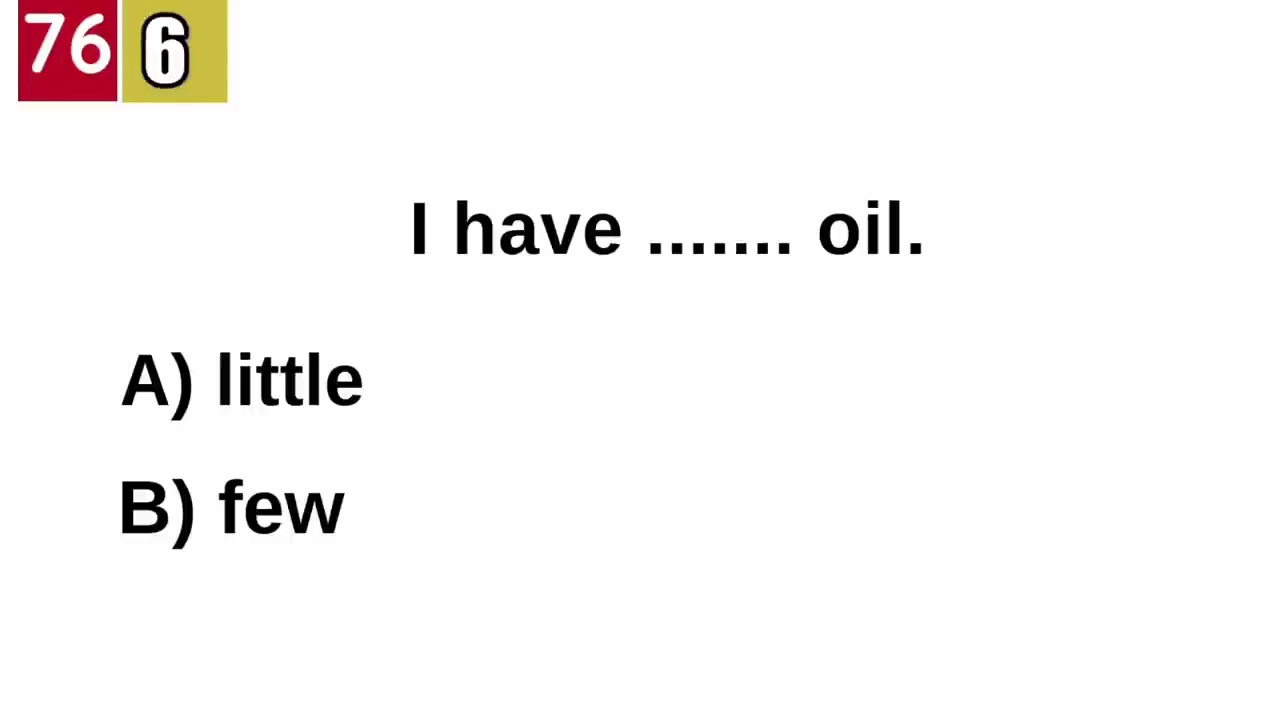 76 6
I have ....... oil.
A) little
B) few